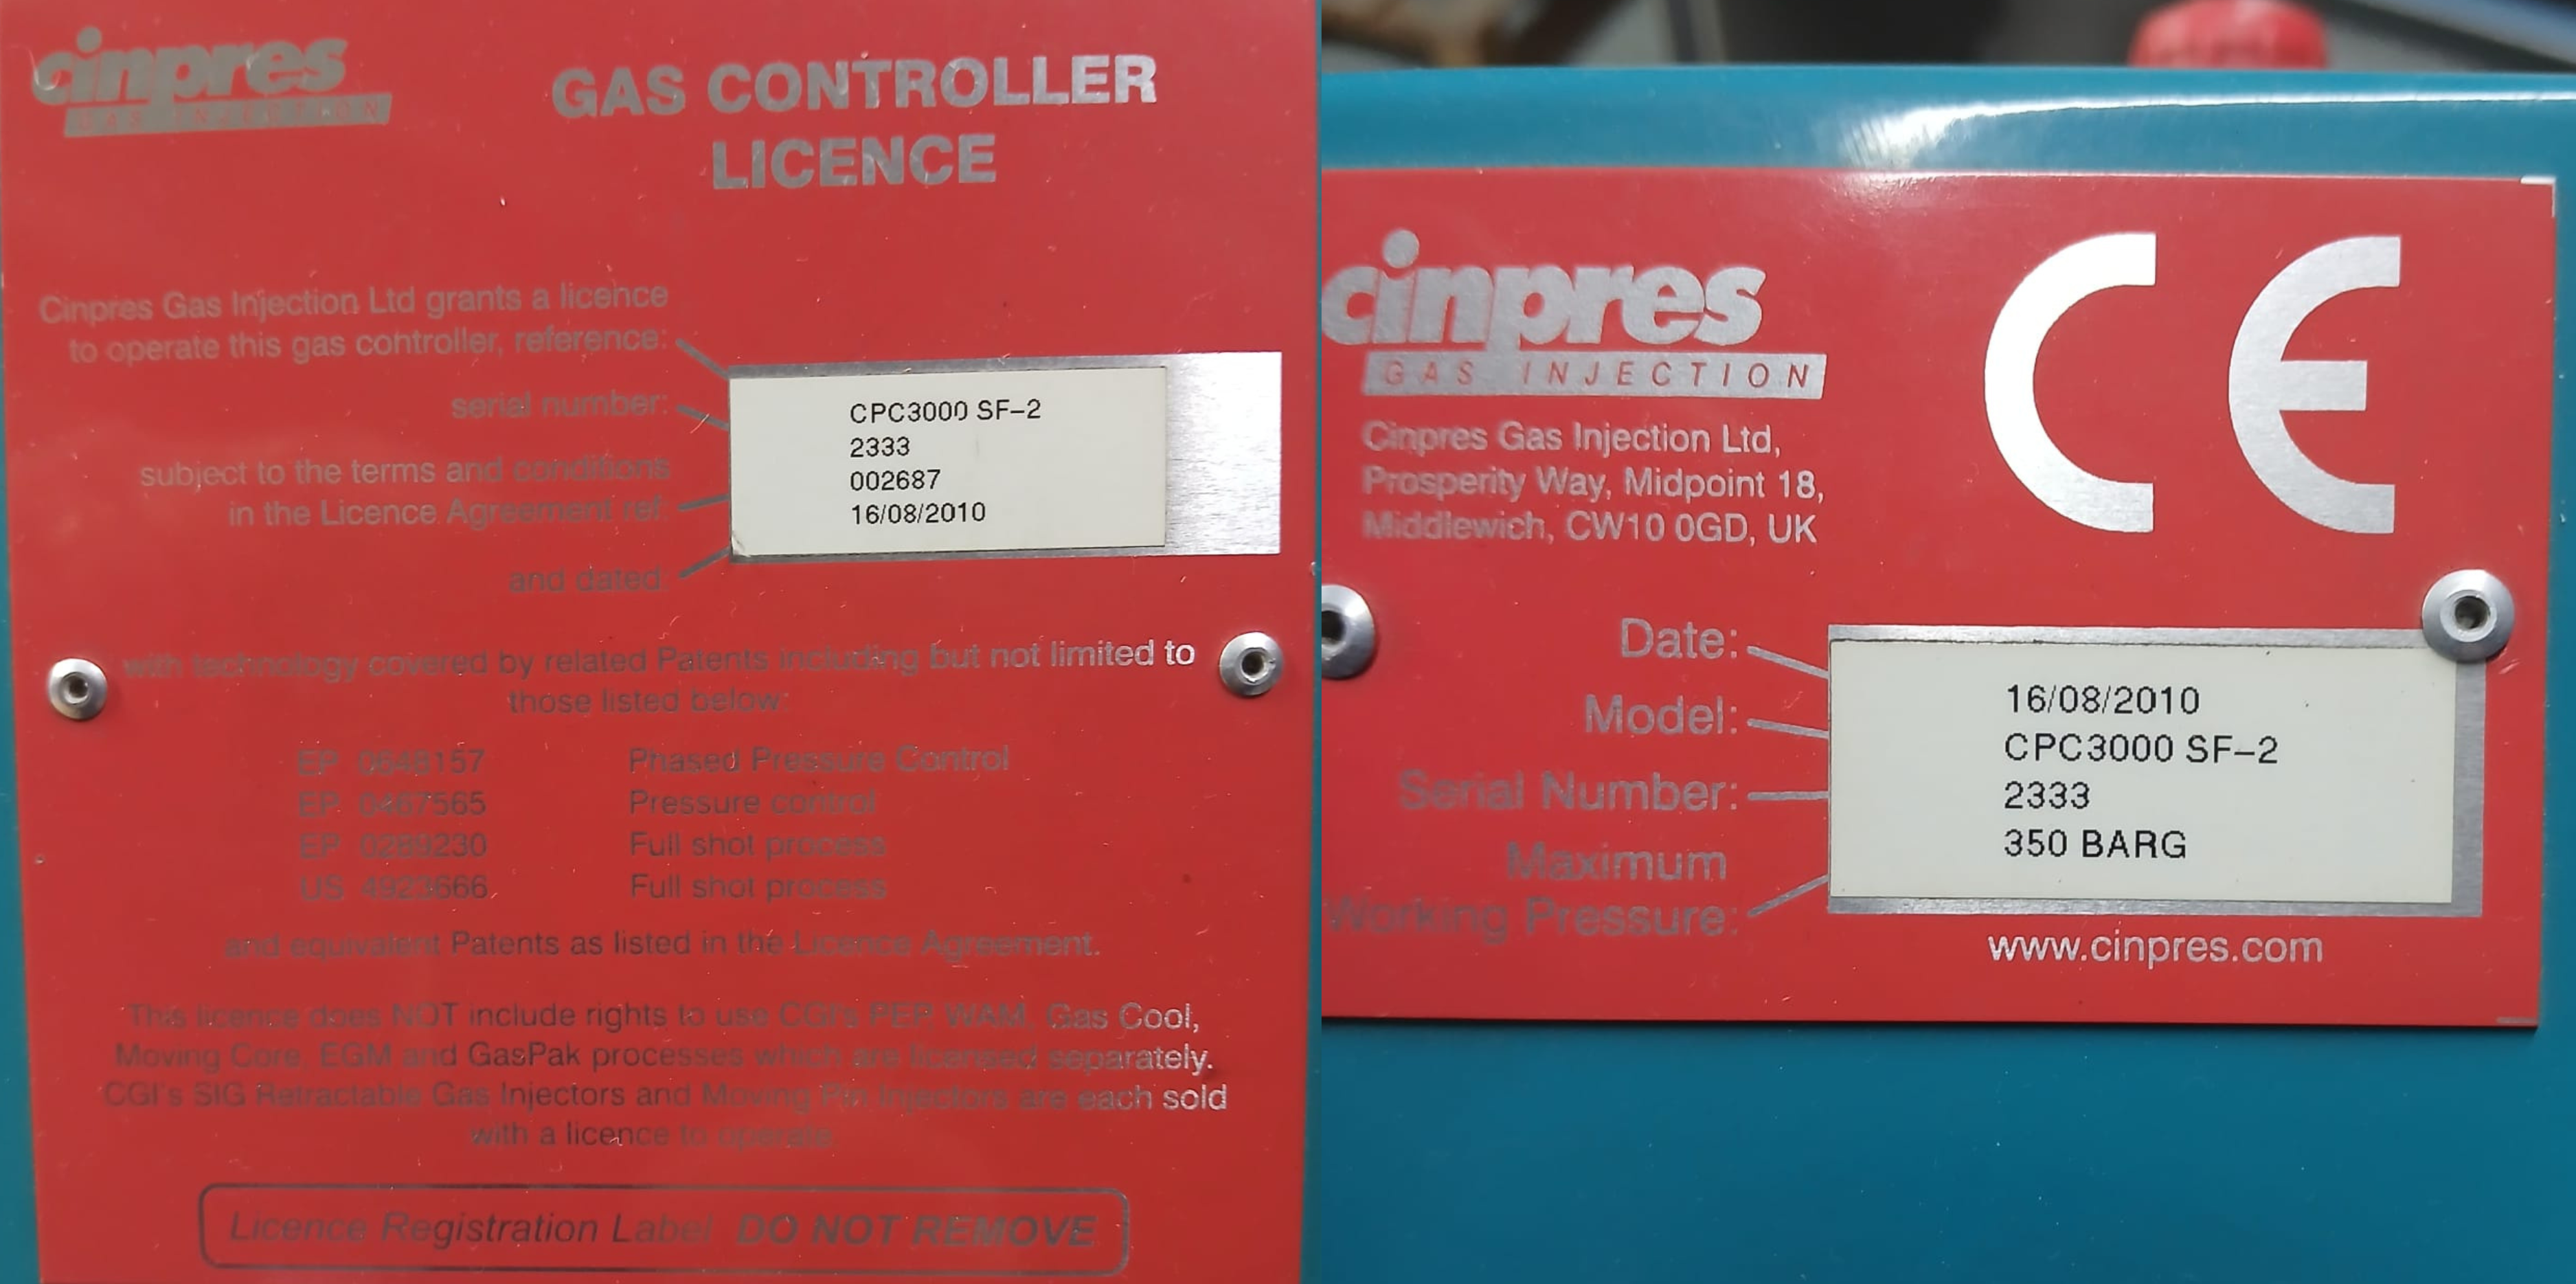 cinpres
GAS INJECTION
GAS CONTROLLER
LICENCE
Cinpres Gas Injection Ltd grants a licence
to operate this gas controller, reference:
serial number:
subject to the terms and conditions
in the Licence Agreement ref:
and dated:
CPC3000 SF-2
2333
002687
16/08/2010
with technology covered by related Patents including but not limited to
those listed below:
EP 0648157 Phased Pressure Control
EP 0467565 Pressure control
EP 0289230 Full shot process
US 4923666 Full shot process
and equivalent Patents as listed in the Licence Agreement.
This licence does NOT include rights to use CGI's PEP, WAM, Gas Cool,
Moving Core, EGM and GasPak processes which are licensed separately.
CGI's SIG Retractable Gas Injectors and Moving Pin Injectors are each sold
with a licence to operate.
Licence Registration Label DO NOT REMOVE
cinpres
GAS INJECTION
CE
Cinpres Gas Injection Ltd,
Prosperity Way, Midpoint 18,
Middlewich, CW10 0GD, UK
Date:
Model:
Serial Number:
Maximum
Working Pressure:
16/08/2010
CPC3000 SF-2
2333
350 BARG
www.cinpres.com